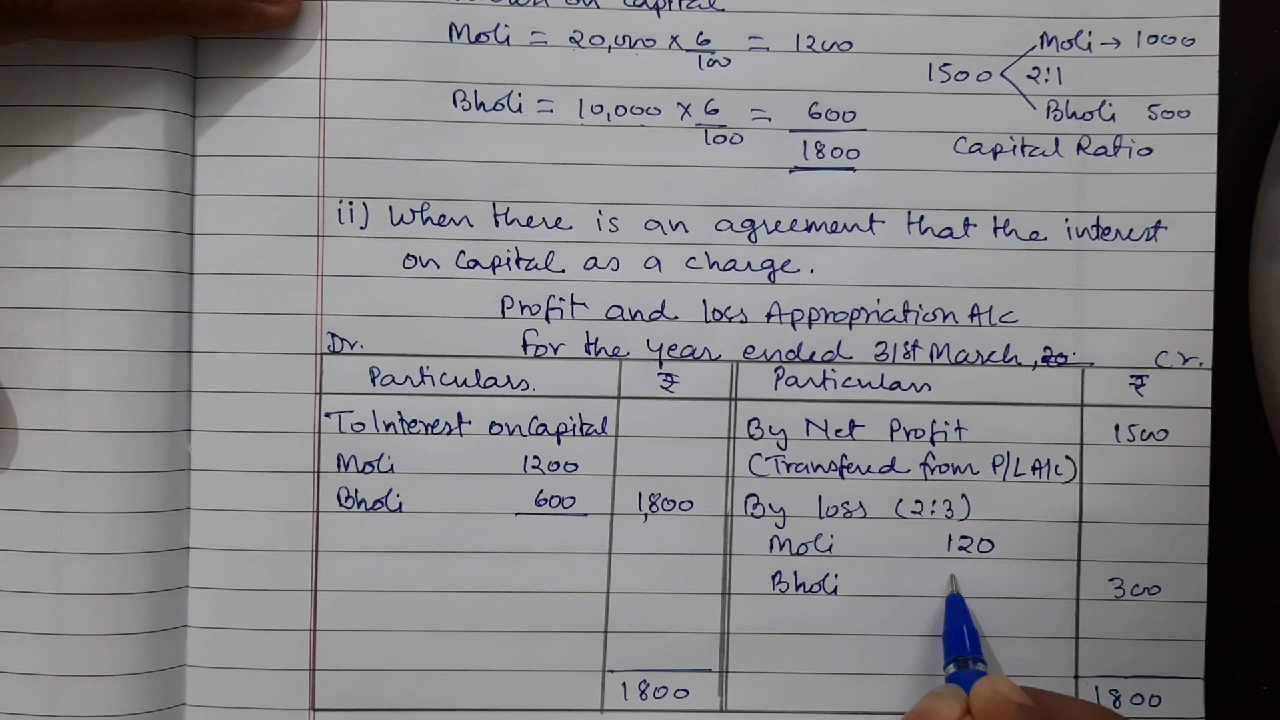 Moli = 20,000 × 6/100 = 1200
Moli → 1000
1500 < 2:1
Bholi = 10,000 × 6/100 = 600
Bholi 500
1800
Capital Ratio
ii) When there is an agreement that the interest
on Capital as a charge.
Profit and loss Appropriation A/c
Dr. for the year ended 31st March, 20 Cr.
Particulars. ₹ Particulars ₹
To Interest on Capital By Net Profit 1500
Moli 1200 (Transfered from P/L A/c)
Bholi 600 1,800 By loss (2:3)
Moli 120
Bholi 300
1800 1800